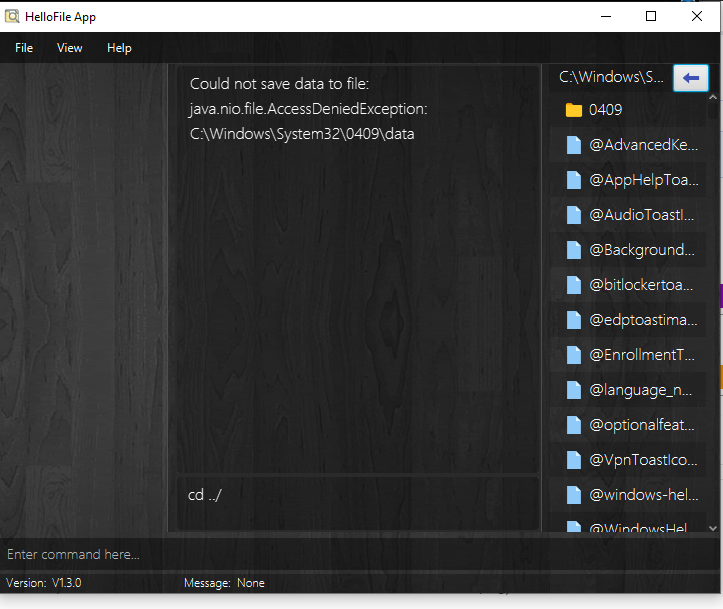 HelloFile App
File View Help
Could not save data to file:
java.nio.file.AccessDeniedException:
C:\Windows\System32\0409\data
cd ../
C:\Windows\S...
0409
@AdvancedKe...
@AppHelpToa...
@AudioToastI...
@Background...
@bitlockertoa...
@edptoastima...
@EnrollmentT...
@language_n...
@optionalfeat...
@VpnToastIco...
@windows-hel...
@WindowsHel
Enter command here...
Version: V1.3.0
Message: None